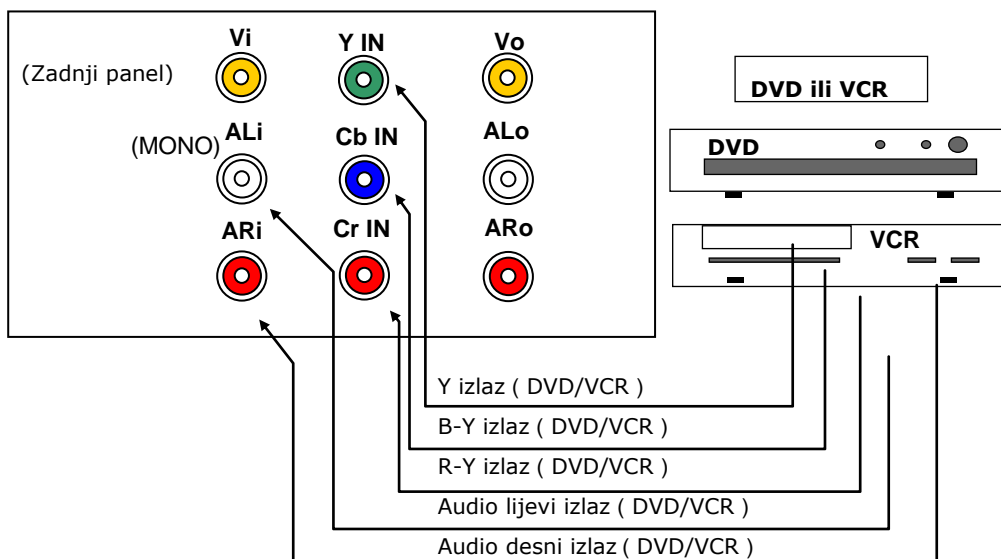 Vi
Y IN
Vo
(Zadnji panel)
DVD ili VCR
ALi
(MONO)
Cb IN
ALo
DVD
ARi
Cr IN
ARo
VCR
Y izlaz ( DVD/VCR )
B-Y izlaz ( DVD/VCR )
R-Y izlaz ( DVD/VCR )
Audio lijevi izlaz ( DVD/VCR )
Audio desni izlaz ( DVD/VCR )